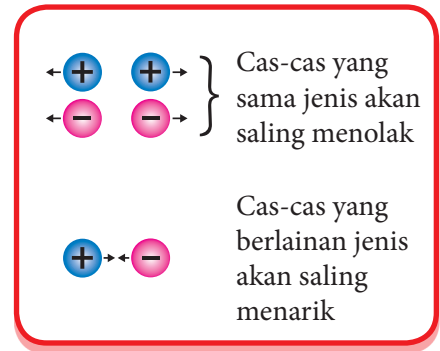 + +
- -
Cas-cas yang
sama jenis akan
saling menolak
+ -
Cas-cas yang
berlainan jenis
akan saling
menarik